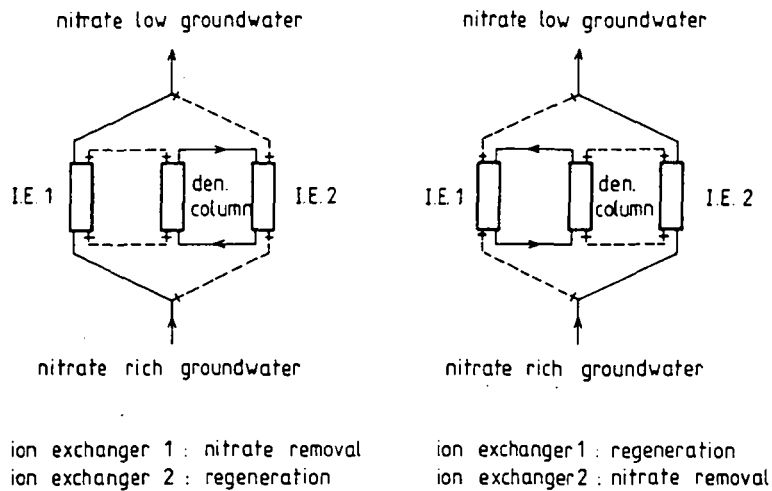 nitrate low groundwater
I.E. 1
den.
column
I.E. 2
nitrate rich groundwater
ion exchanger 1 : nitrate removal
ion exchanger 2 : regeneration
nitrate low groundwater
I.E. 1
den.
column
I.E. 2
nitrate rich groundwater
ion exchanger 1 : regeneration
ion exchanger 2 : nitrate removal